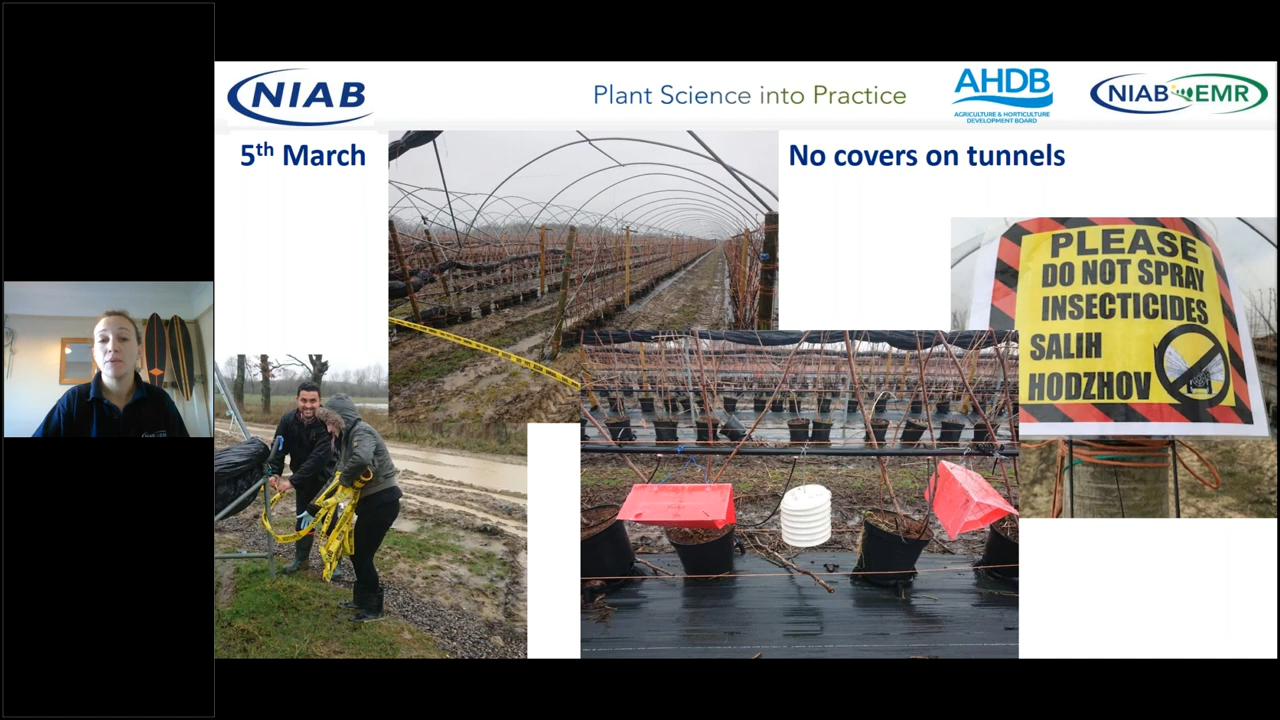 NIAB
Plant Science into Practice
AHDB
AGRICULTURE & HORTICULTURE
DEVELOPMENT BOARD
NIAB EMR
5th March
No covers on tunnels
PLEASE
DO NOT SPRAY
INSECTICIDES
SALIH
HODZHOV